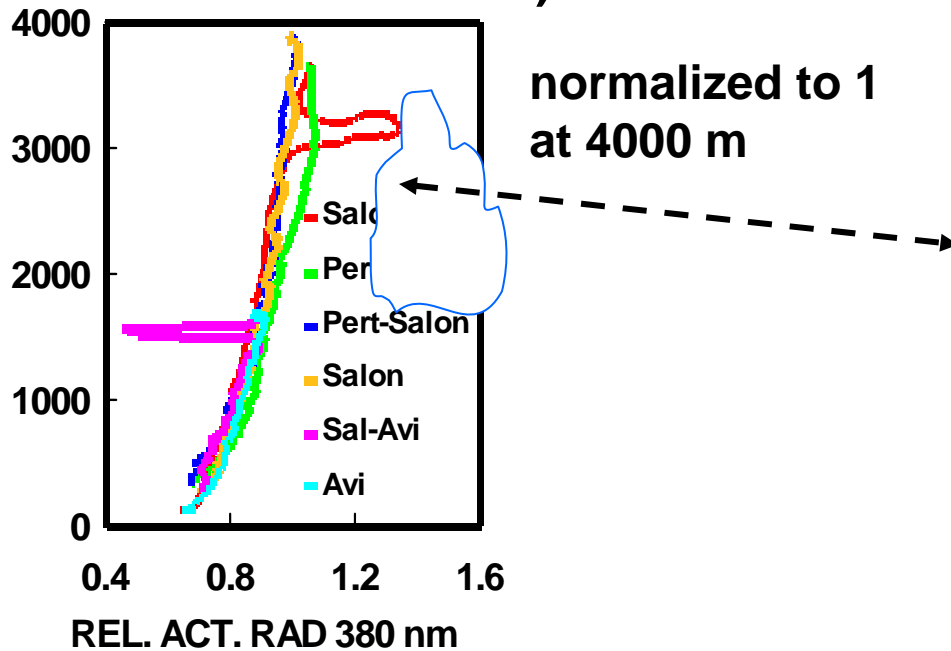 4000
normalized to 1
at 4000 m
3000
2000
Pert-Salon
1000
Salon
Sal-Avi
Avi
0
0.4 0.8 1.2 1.6
REL. ACT. RAD 380 nm